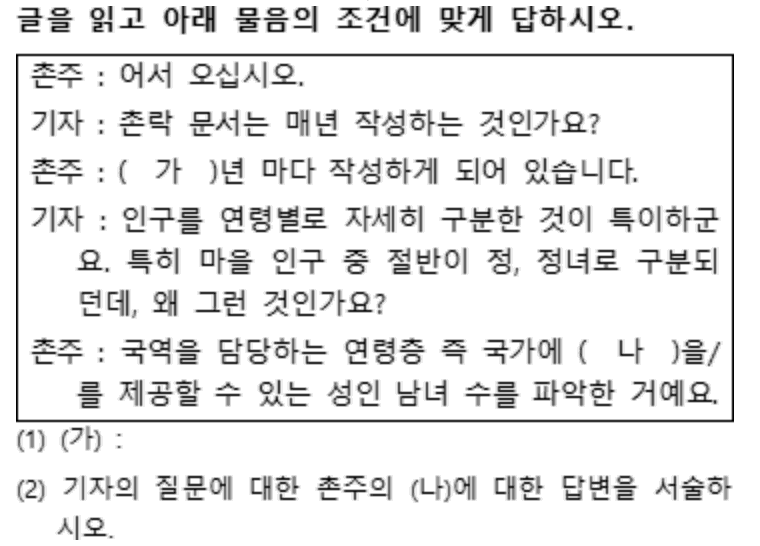 글을 읽고 아래 물음의 조건에 맞게 답하시오.
촌주 : 어서 오십시오.
기자 : 촌락 문서는 매년 작성하는 것인가요?
촌주 : ( 가 )년 마다 작성하게 되어 있습니다.
기자 : 인구를 연령별로 자세히 구분한 것이 특이하군
요. 특히 마을 인구 중 절반이 정, 정녀로 구분되
던데, 왜 그런 것인가요?
촌주 : 국역을 담당하는 연령층 즉 국가에 ( 나 )을/
를 제공할 수 있는 성인 남녀 수를 파악한 거예요.
(1) (가) :
(2) 기자의 질문에 대한 촌주의 (나)에 대한 답변을 서술하
시오.